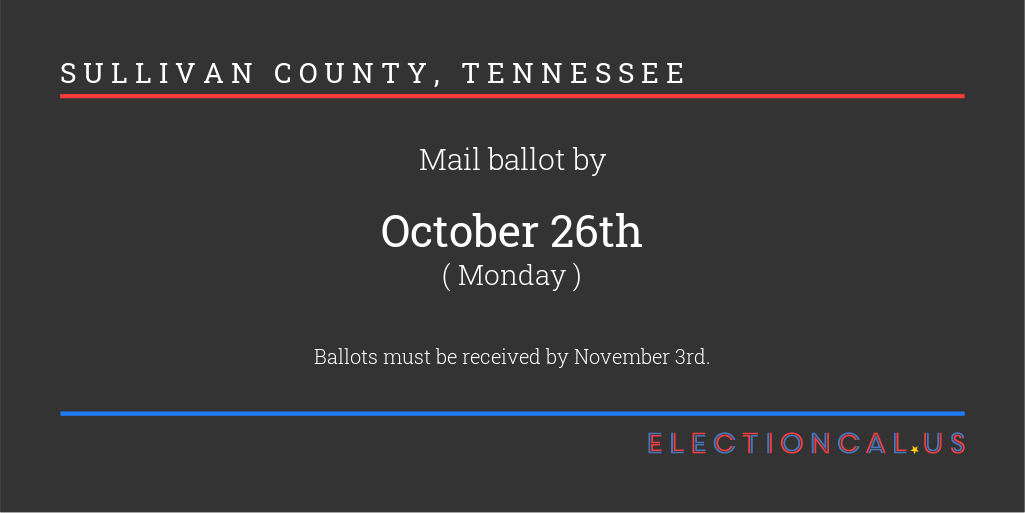 SULLIVAN COUNTY, TENNESSEE
Mail ballot by
October 26th
( Monday )
Ballots must be received by November 3rd.
ELECTIONCAL.US